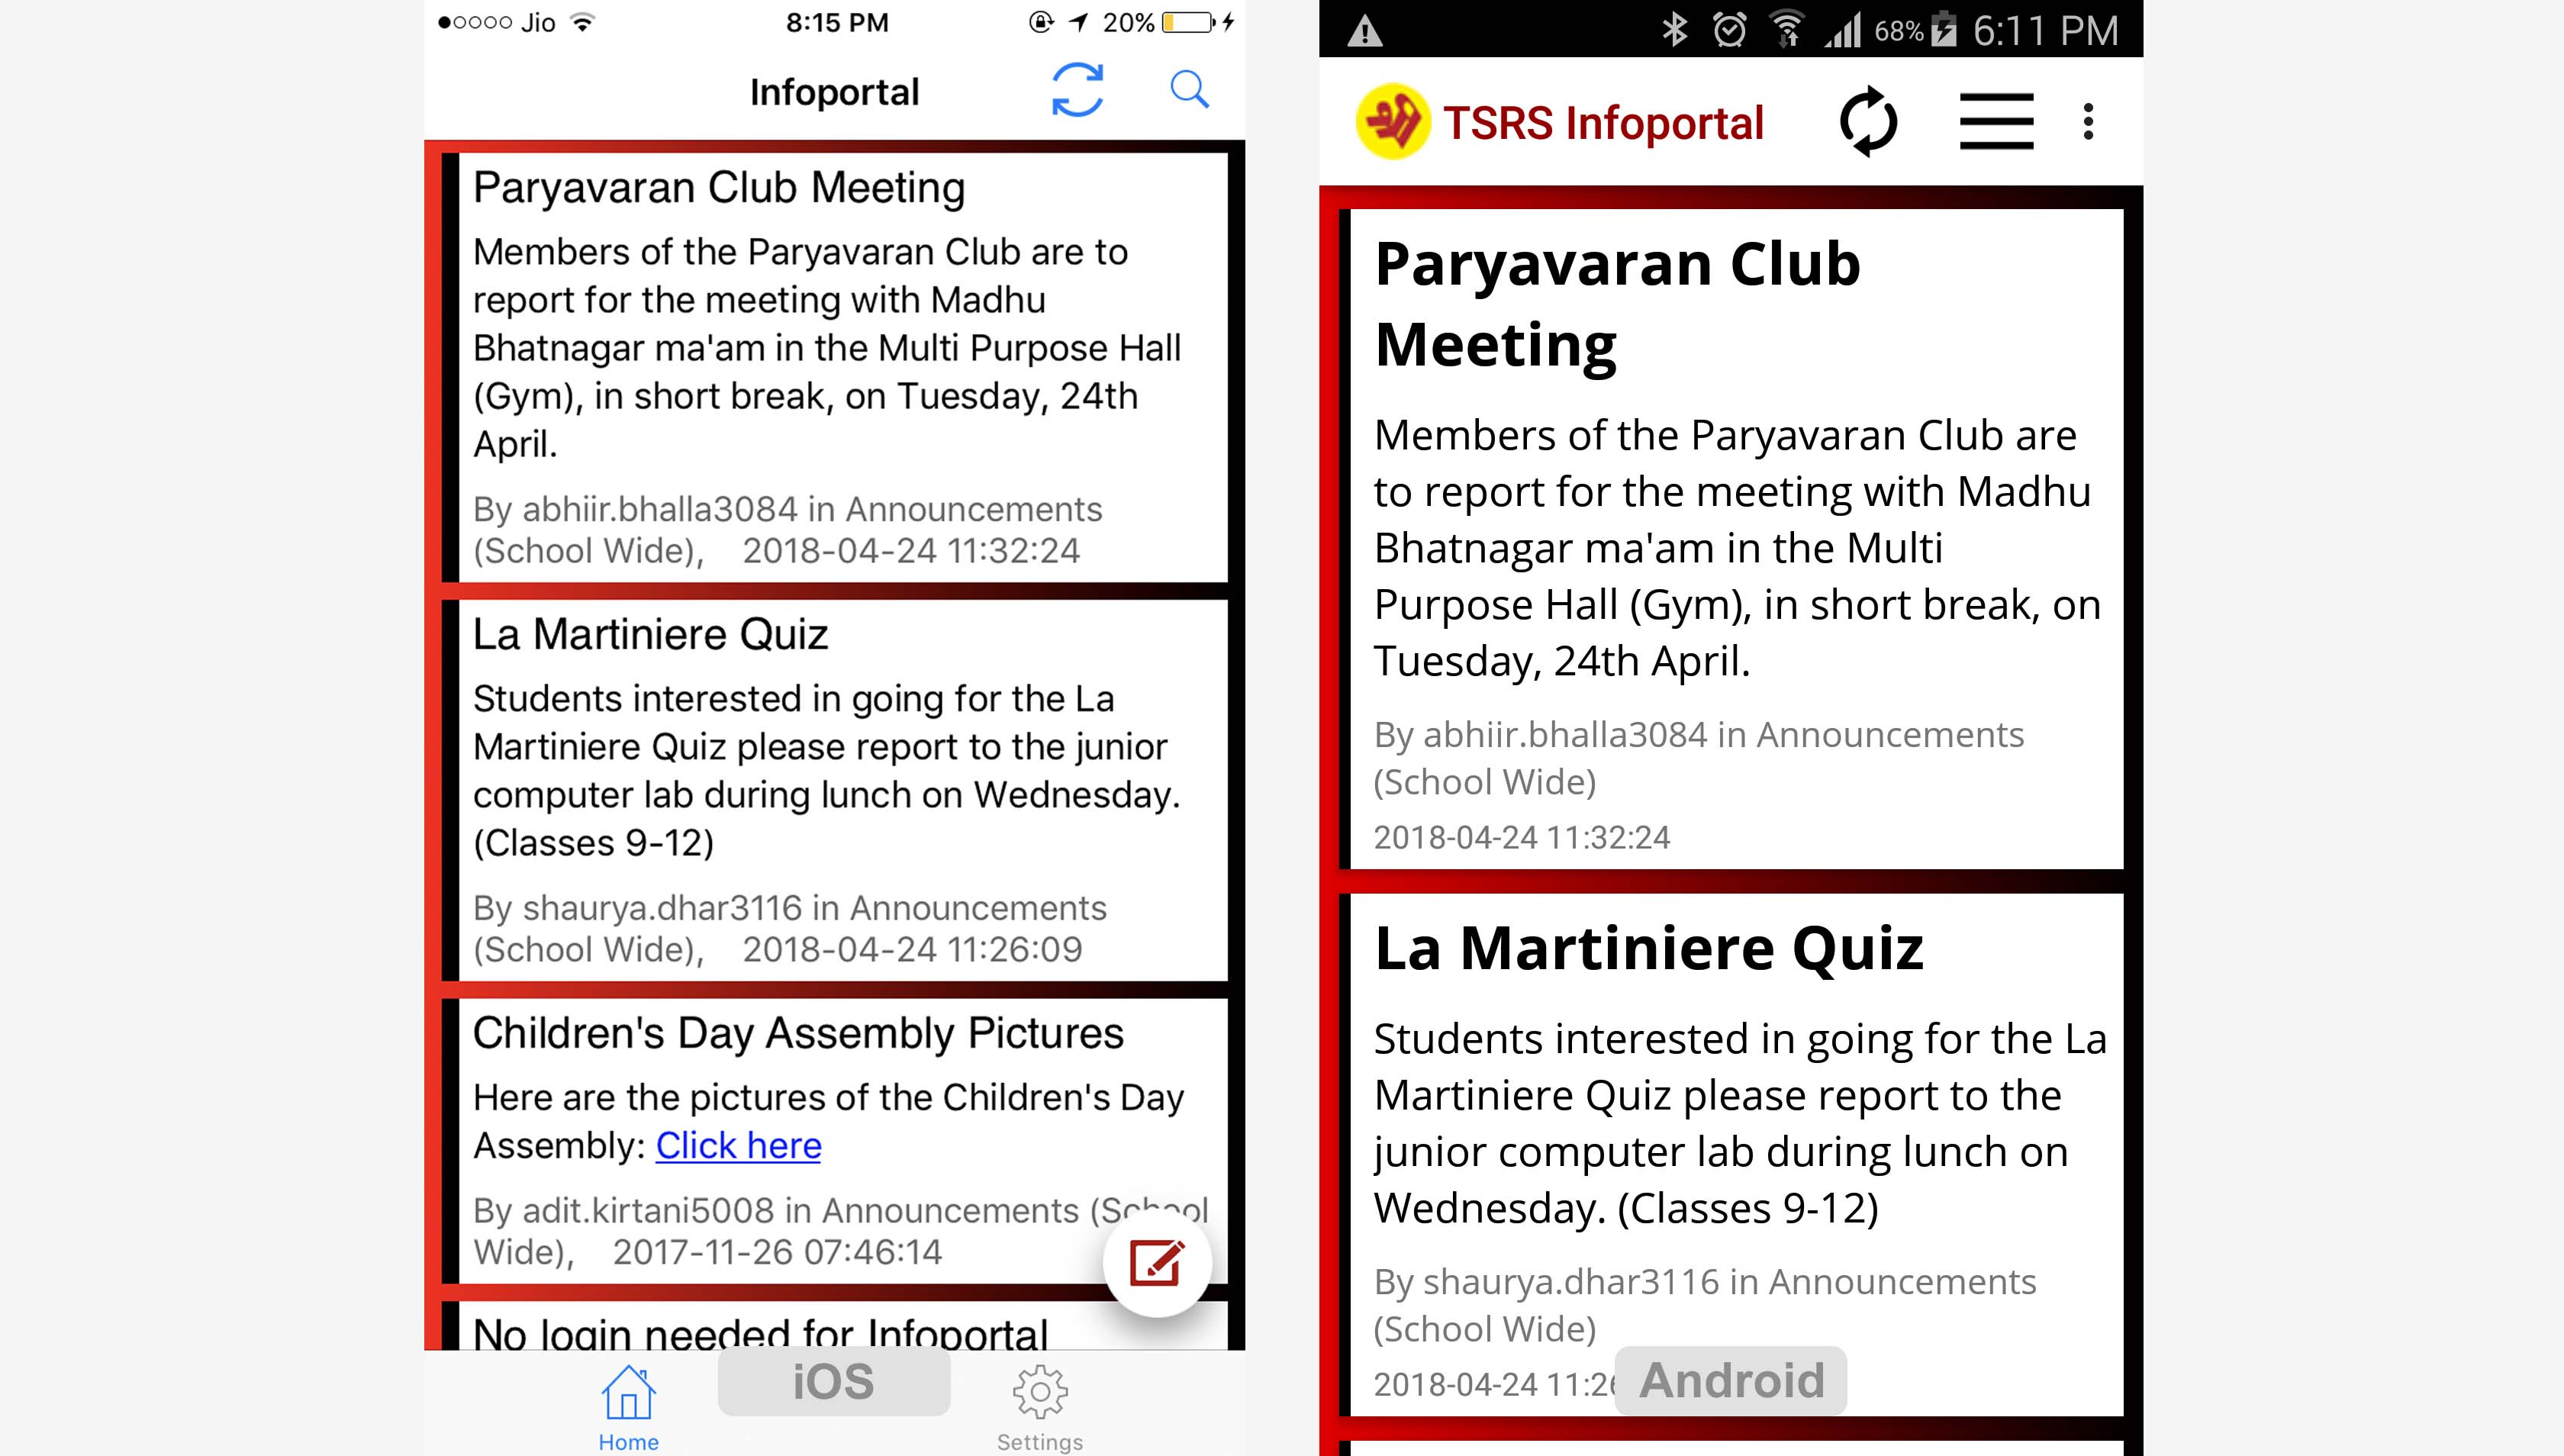 Jio
8:15 PM
20%
Infoportal
Paryavaran Club Meeting
Members of the Paryavaran Club are to
report for the meeting with Madhu
Bhatnagar ma'am in the Multi Purpose Hall
(Gym), in short break, on Tuesday, 24th
April.
By abhiir.bhalla3084 in Announcements
(School Wide), 2018-04-24 11:32:24
La Martiniere Quiz
Students interested in going for the La
Martiniere Quiz please report to the junior
computer lab during lunch on Wednesday.
(Classes 9-12)
By shaurya.dhar3116 in Announcements
(School Wide), 2018-04-24 11:26:09
Children's Day Assembly Pictures
Here are the pictures of the Children's Day
Assembly: Click here
By adit.kirtani5008 in Announcements (School
Wide), 2017-11-26 07:46:14
No login needed for Infoportal
iOS
Home
Settings
68%
6:11 PM
TSRS Infoportal
Paryavaran Club
Meeting
Members of the Paryavaran Club are
to report for the meeting with Madhu
Bhatnagar ma'am in the Multi
Purpose Hall (Gym), in short break, on
Tuesday, 24th April.
By abhiir.bhalla3084 in Announcements
(School Wide)
2018-04-24 11:32:24
La Martiniere Quiz
Students interested in going for the La
Martiniere Quiz please report to the
junior computer lab during lunch on
Wednesday. (Classes 9-12)
By shaurya.dhar3116 in Announcements
(School Wide)
2018-04-24
Android